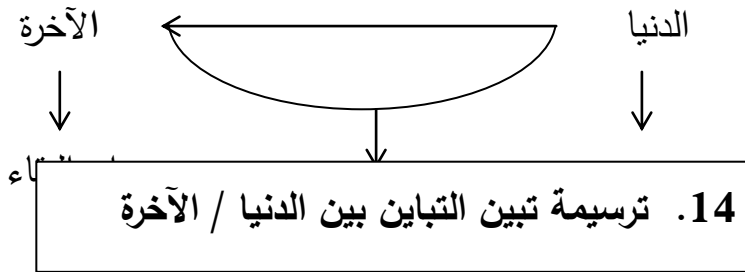 الدنيا الآخرة
14. ترسيمة تبين التباين بين الدنيا / الآخرة